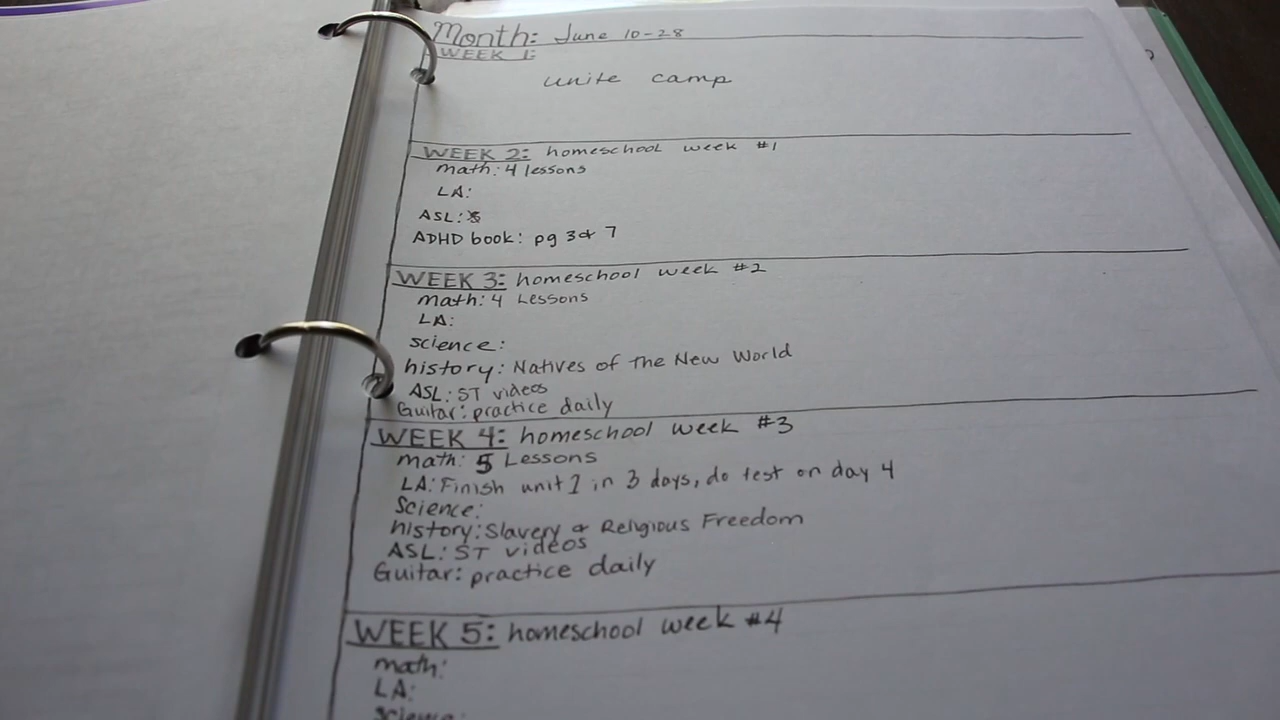 Month: June 10-28
WEEK 1:
unite camp
WEEK 2: homeschool week #1
math: 4 lessons
LA:
ASL:
ADHD book: pg 3 & 7
WEEK 3: homeschool week #2
math: 4 Lessons
LA:
science:
history: Natives of the New World
ASL: ST videos
Guitar: practice daily
WEEK 4: homeschool week #3
math: 5 Lessons
LA: Finish unit 1 in 3 days, do test on day 4
Science:
history: Slavery & Religious Freedom
ASL: ST videos
Guitar: practice daily
WEEK 5: homeschool week #4
math:
LA:
science: